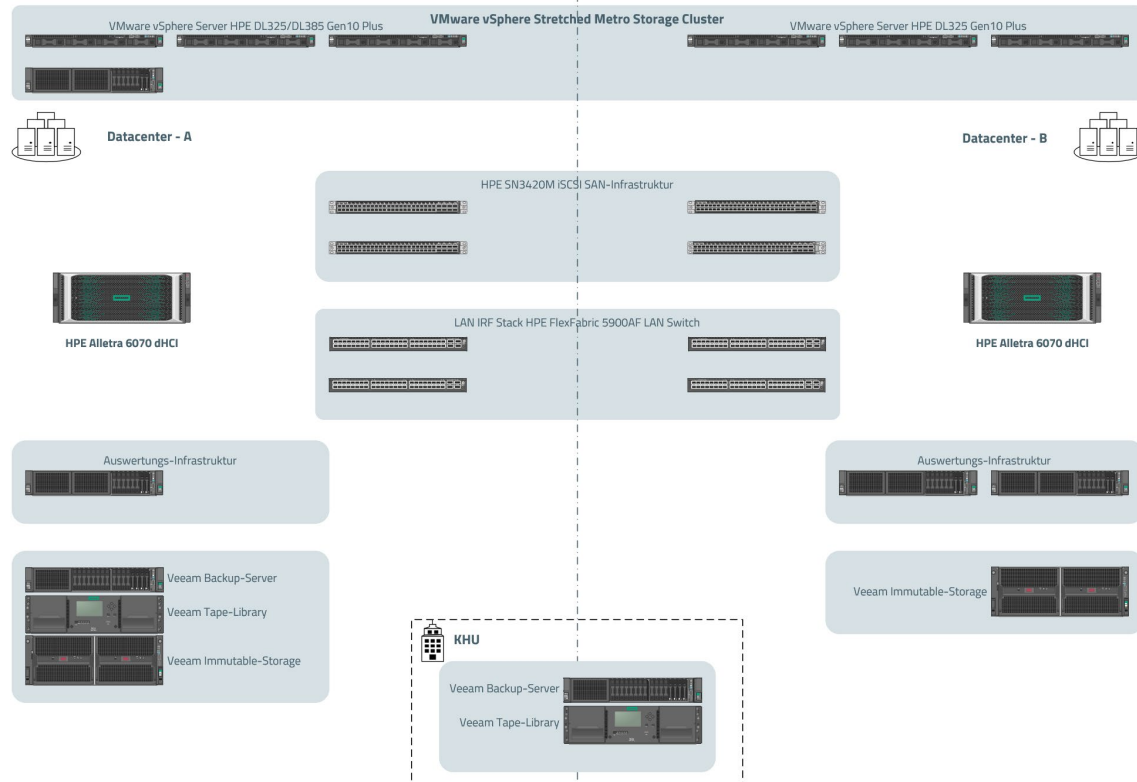 VMware vSphere Stretched Metro Storage Cluster
VMware vSphere Server HPE DL325/DL385 Gen10 Plus
VMware vSphere Server HPE DL325 Gen10 Plus
Datacenter - A
Datacenter - B
HPE SN3420M iSCSI SAN-Infrastruktur
HPE Alletra 6070 dHCI
HPE Alletra 6070 dHCI
LAN IRF Stack HPE FlexFabric 5900AF LAN Switch
Auswertungs-Infrastruktur
Auswertungs-Infrastruktur
Veeam Backup-Server
Veeam Tape-Library
Veeam Immutable-Storage
Veeam Immutable-Storage
KHU
Veeam Backup-Server
Veeam Tape-Library